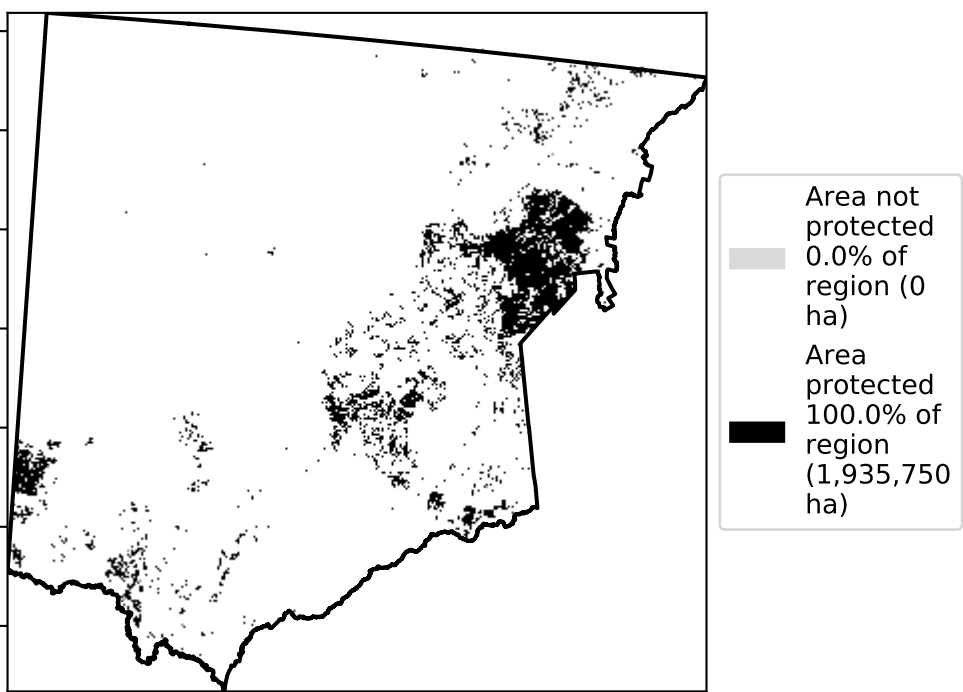 Area not
protected
0.0% of
region (0
ha)
Area
protected
100.0% of
region
(1,935,750
ha)